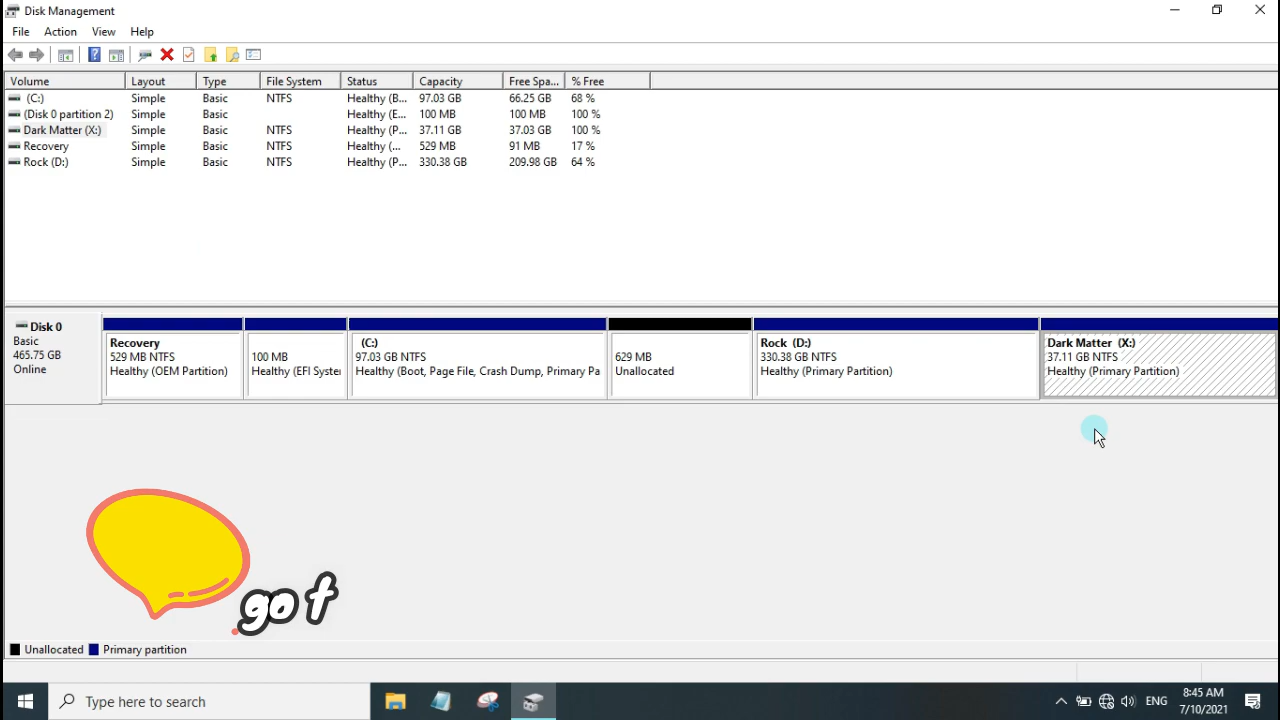 Disk Management
File Action View Help
Volume Layout Type File System Status Capacity Free Spa... % Free
(C:) Simple Basic NTFS Healthy (B... 97.03 GB 66.25 GB 68 %
(Disk 0 partition 2) Simple Basic Healthy (E... 100 MB 100 MB 100 %
Dark Matter (X:) Simple Basic NTFS Healthy (P... 37.11 GB 37.03 GB 100 %
Recovery Simple Basic NTFS Healthy (... 529 MB 91 MB 17 %
Rock (D:) Simple Basic NTFS Healthy (P... 330.38 GB 209.98 GB 64 %
Disk 0
Basic
465.75 GB
Online
Recovery
529 MB NTFS
Healthy (OEM Partition)
100 MB
Healthy (EFI Syster
(C:)
97.03 GB NTFS
Healthy (Boot, Page File, Crash Dump, Primary Pa
629 MB
Unallocated
Rock (D:)
330.38 GB NTFS
Healthy (Primary Partition)
Dark Matter (X:)
37.11 GB NTFS
Healthy (Primary Partition)
got
Unallocated Primary partition
Type here to search
ENG
8:45 AM
7/10/2021